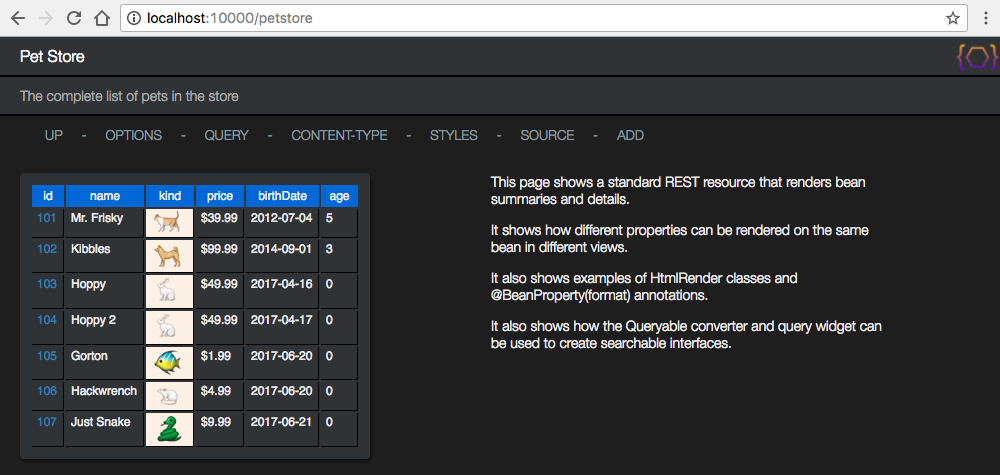 localhost:10000/petstore
Pet Store
The complete list of pets in the store
UP - OPTIONS - QUERY - CONTENT-TYPE - STYLES - SOURCE - ADD
id name kind price birthDate age
101 Mr. Frisky $39.99 2012-07-04 5
102 Kibbles $99.99 2014-09-01 3
103 Hoppy $49.99 2017-04-16 0
104 Hoppy 2 $49.99 2017-04-17 0
105 Gorton $1.99 2017-06-20 0
106 Hackwrench $4.99 2017-06-20 0
107 Just Snake $9.99 2017-06-21 0
This page shows a standard REST resource that renders bean
summaries and details.
It shows how different properties can be rendered on the same
bean in different views.
It also shows examples of HtmlRender classes and
@BeanProperty(format) annotations.
It also shows how the Queryable converter and query widget can
be used to create searchable interfaces.